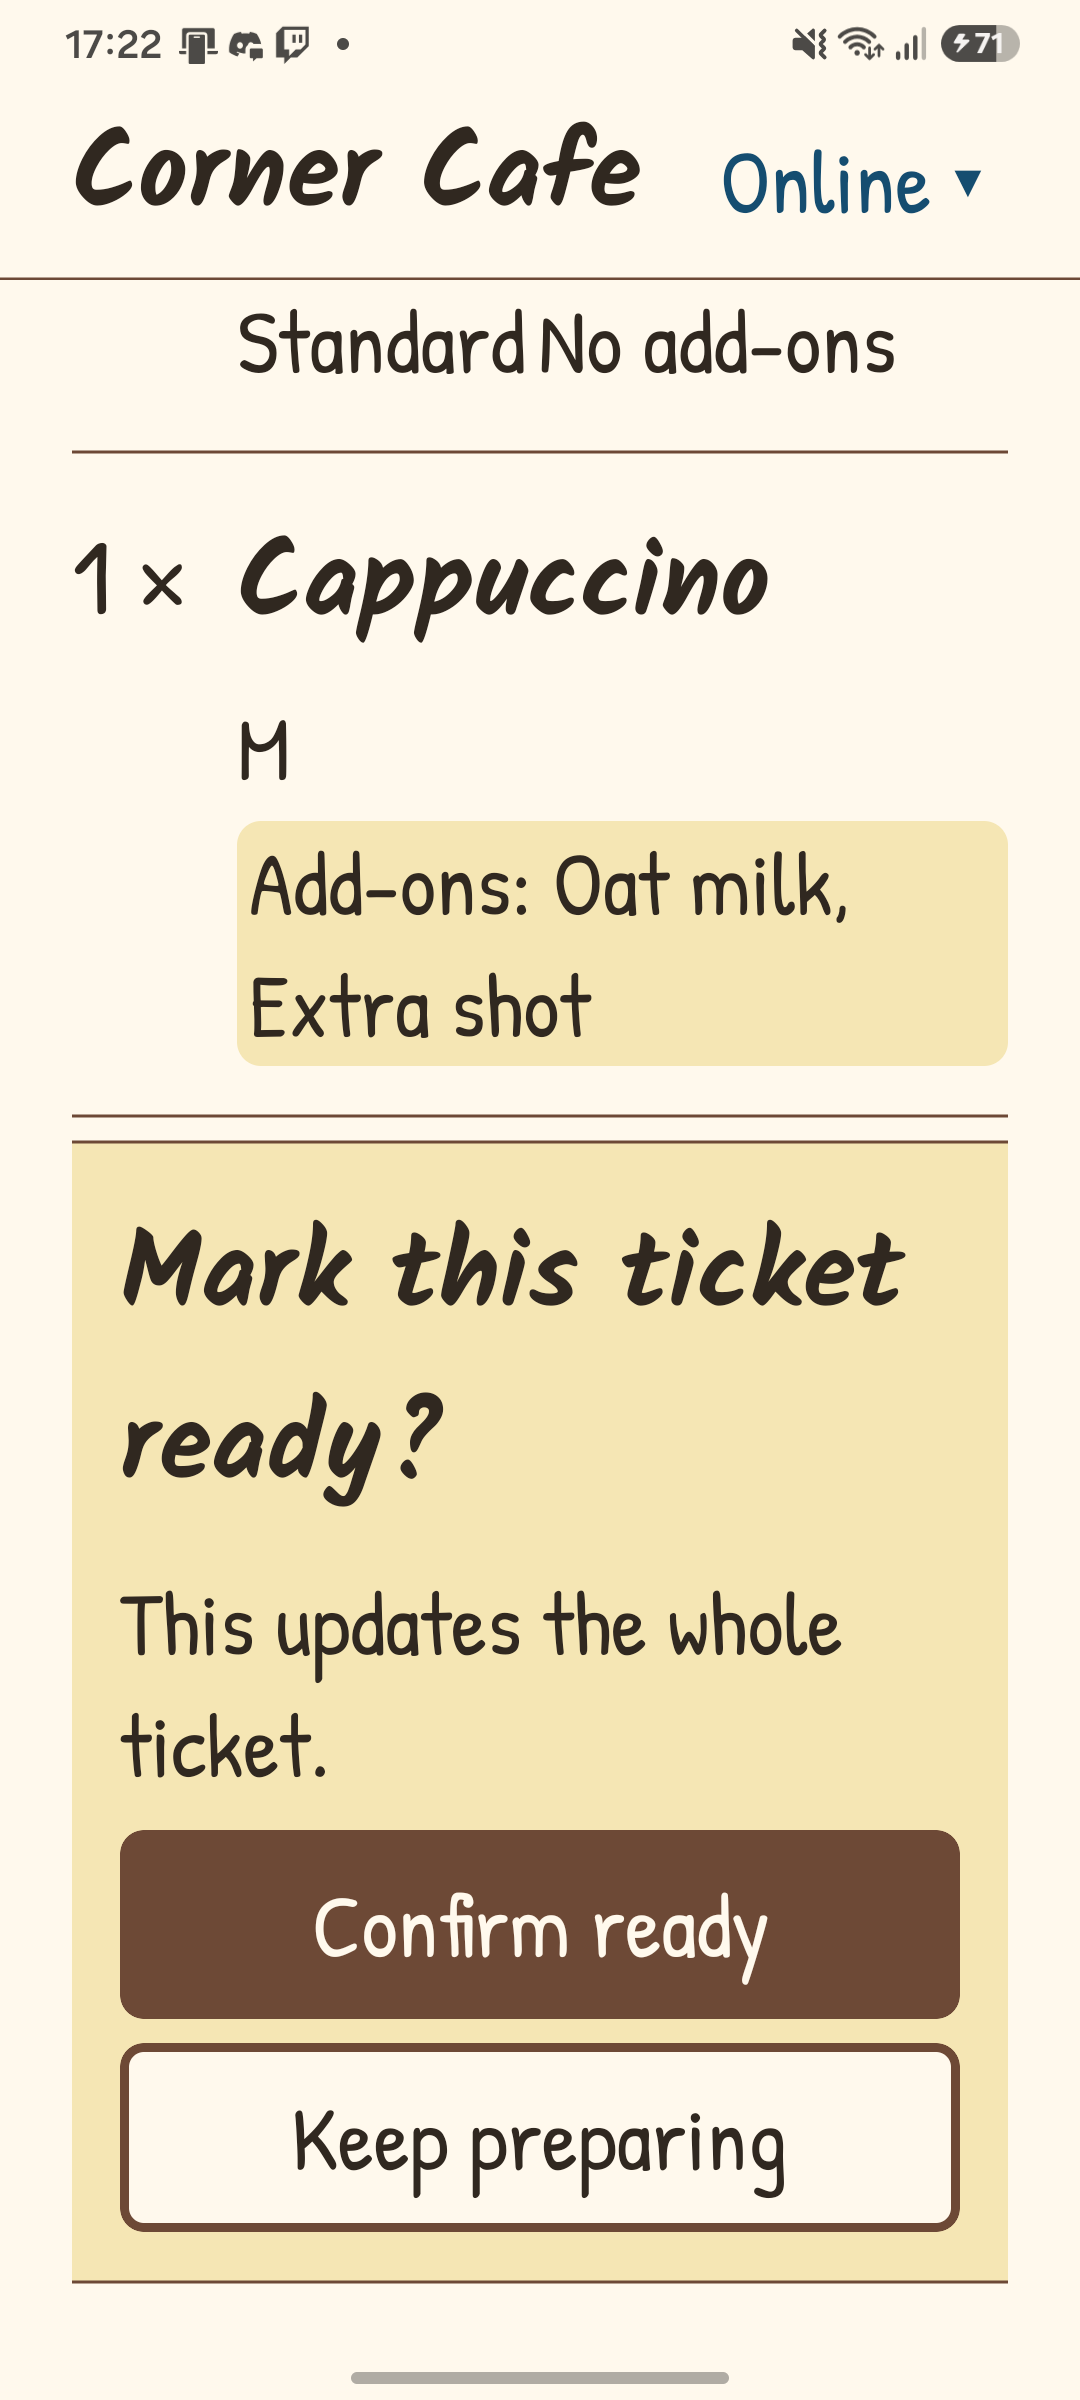 17:22
71
Corner Cafe
Online ▼
Standard No add-ons
1 × Cappuccino
M
Add-ons: Oat milk,
Extra shot
Mark this ticket
ready?
This updates the whole
ticket.
Confirm ready
Keep preparing